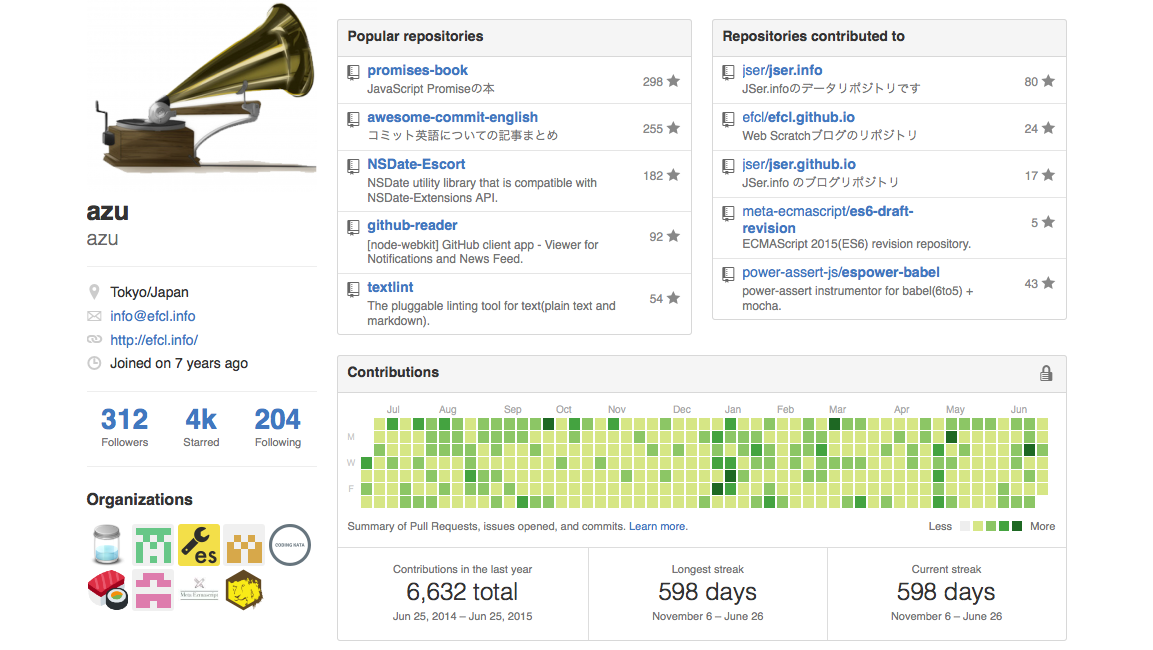 azu
azu
Tokyo/Japan
info@efcl.info
http://efcl.info/
Joined on 7 years ago
312 4k 204
Followers Starred Following
Organizations
es
CODING KATA
Meta Ecmascript
Popular repositories
promises-book
JavaScript Promiseの本
298
awesome-commit-english
コミット英語についての記事まとめ
255
NSDate-Escort
NSDate utility library that is compatible with
NSDate-Extensions API.
182
github-reader
[node-webkit] GitHub client app - Viewer for
Notifications and News Feed.
92
textlint
The pluggable linting tool for text(plain text and
markdown).
54
Repositories contributed to
jser/jser.info
JSer.infoのデータリポジトリです
80
efcl/efcl.github.io
Web Scratchブログのリポジトリ
24
jser/jser.github.io
JSer.info のブログリポジトリ
17
meta-ecmascript/es6-draft-
revision
ECMAScript 2015(ES6) revision repository.
5
power-assert-js/espower-babel
power-assert instrumentor for babel(6to5) +
mocha.
43
Contributions
Jul Aug Sep Oct Nov Dec Jan Feb Mar Apr May Jun
M
W
F
Summary of Pull Requests, issues opened, and commits. Learn more.
Less More
Contributions in the last year
6,632 total
Jun 25, 2014 – Jun 25, 2015
Longest streak
598 days
November 6 – June 26
Current streak
598 days
November 6 – June 26